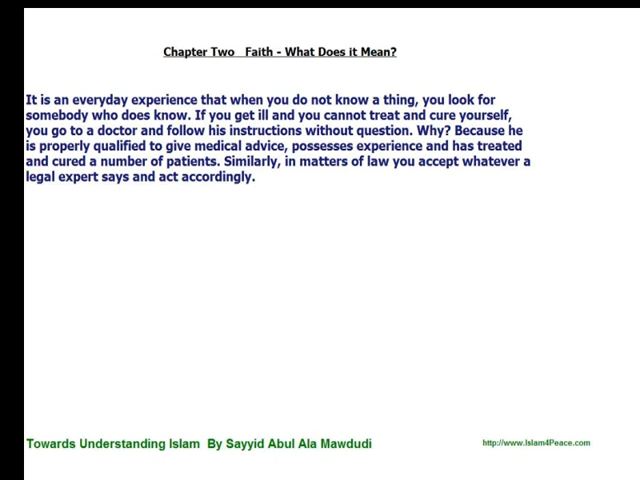 Chapter Two   Faith - What Does it Mean?
It is an everyday experience that when you do not know a thing, you look for
somebody who does know. If you get ill and you cannot treat and cure yourself,
you go to a doctor and follow his instructions without question. Why? Because he
is properly qualified to give medical advice, possesses experience and has treated
and cured a number of patients. Similarly, in matters of law you accept whatever a
legal expert says and act accordingly.
Towards Understanding Islam  By Sayyid Abul Ala Mawdudi
http://www.Islam4Peace.com